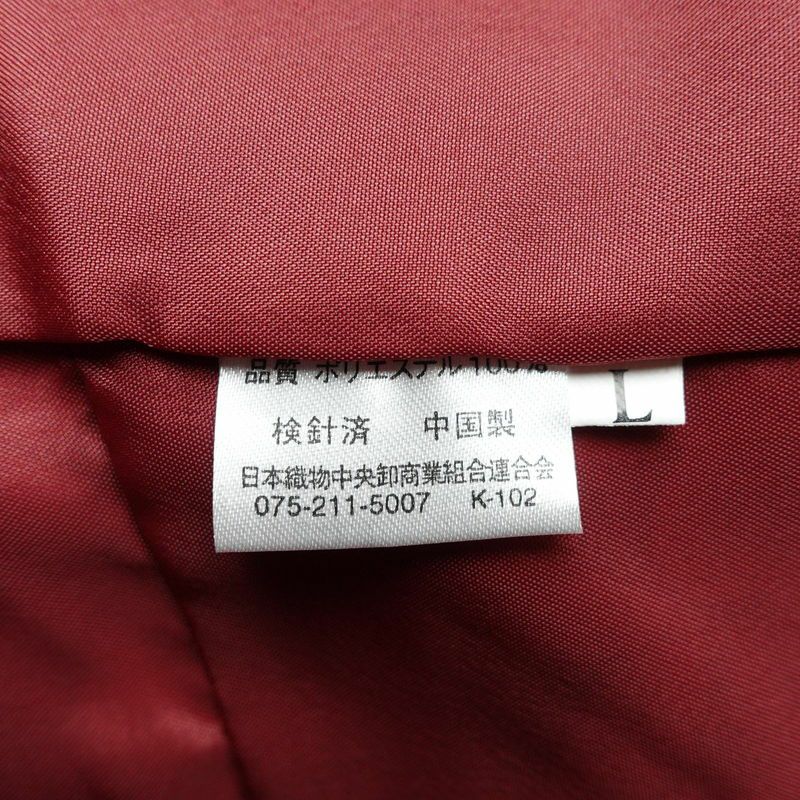 品質 ポリエステル100%
L
検針済 中国製
日本織物中央卸商業組合連合会
075-211-5007 K-102